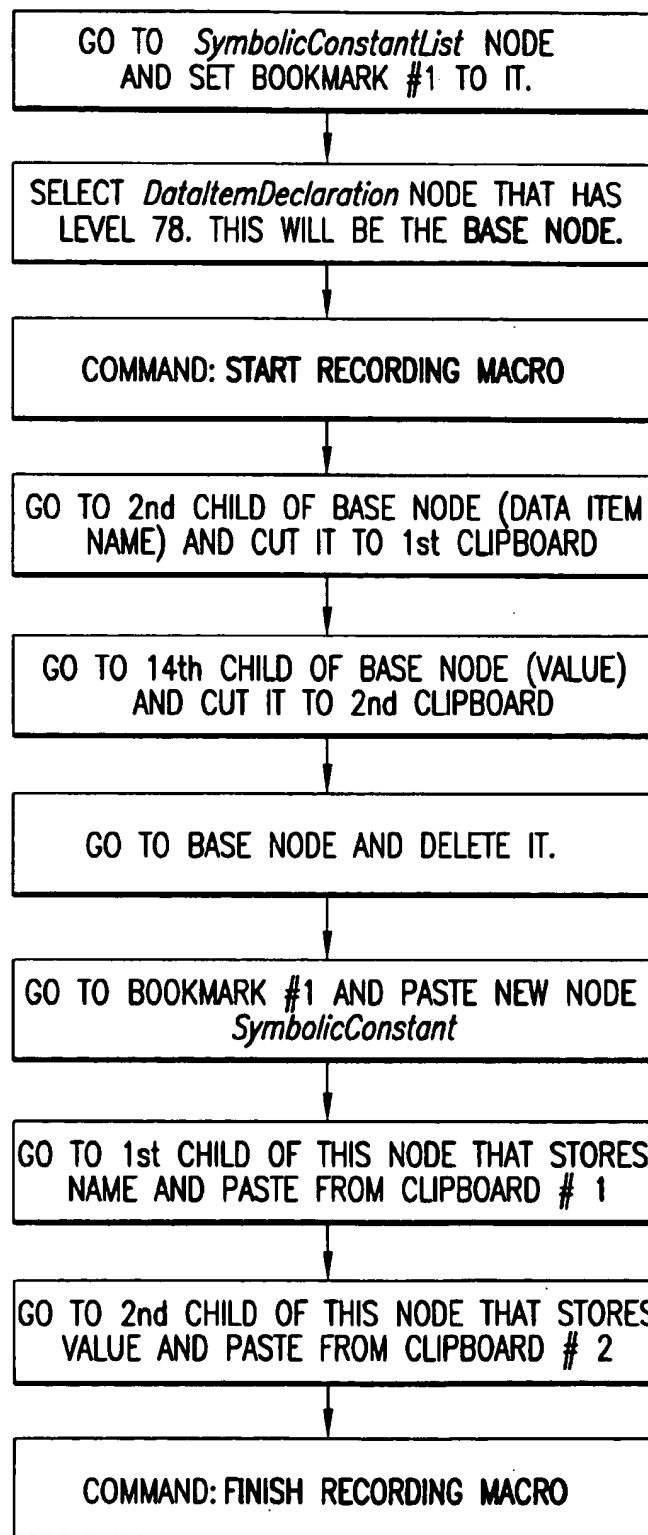 GO TO SymbolicConstantList NODE
AND SET BOOKMARK #1 TO IT.
SELECT DataItemDeclaration NODE THAT HAS
LEVEL 78. THIS WILL BE THE BASE NODE.
COMMAND: START RECORDING MACRO
GO TO 2nd CHILD OF BASE NODE (DATA ITEM
NAME) AND CUT IT TO 1st CLIPBOARD
GO TO 14th CHILD OF BASE NODE (VALUE)
AND CUT IT TO 2nd CLIPBOARD
GO TO BASE NODE AND DELETE IT.
GO TO BOOKMARK #1 AND PASTE NEW NODE
SymbolicConstant
GO TO 1st CHILD OF THIS NODE THAT STORES
NAME AND PASTE FROM CLIPBOARD # 1
GO TO 2nd CHILD OF THIS NODE THAT STORES
VALUE AND PASTE FROM CLIPBOARD # 2
COMMAND: FINISH RECORDING MACRO